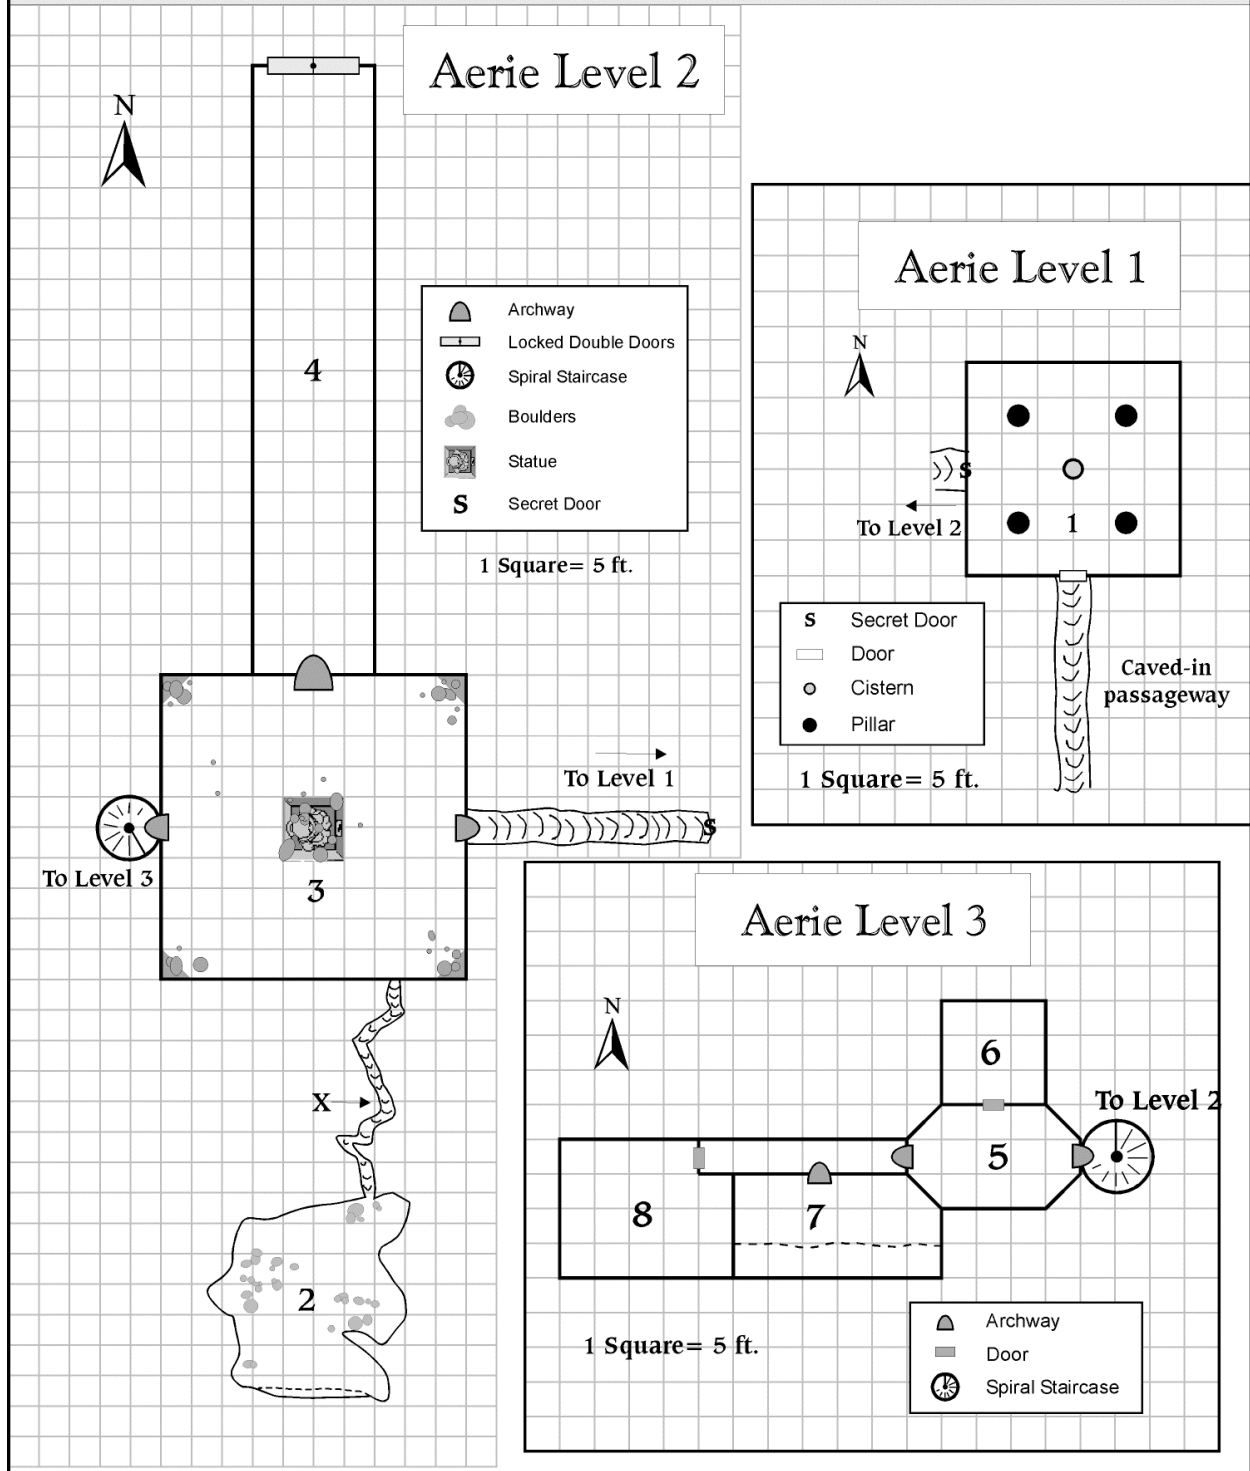 Aerie Level 2
N
4
Archway
Locked Double Doors
Spiral Staircase
Boulders
Statue
S Secret Door
1 Square= 5 ft.
To Level 1
S
To Level 3
3
X
2
Aerie Level 1
N
S
To Level 2
1
S Secret Door
Door
Cistern
Pillar
Caved-in
passageway
1 Square= 5 ft.
Aerie Level 3
N
6
To Level 2
5
8
7
1 Square= 5 ft.
Archway
Door
Spiral Staircase